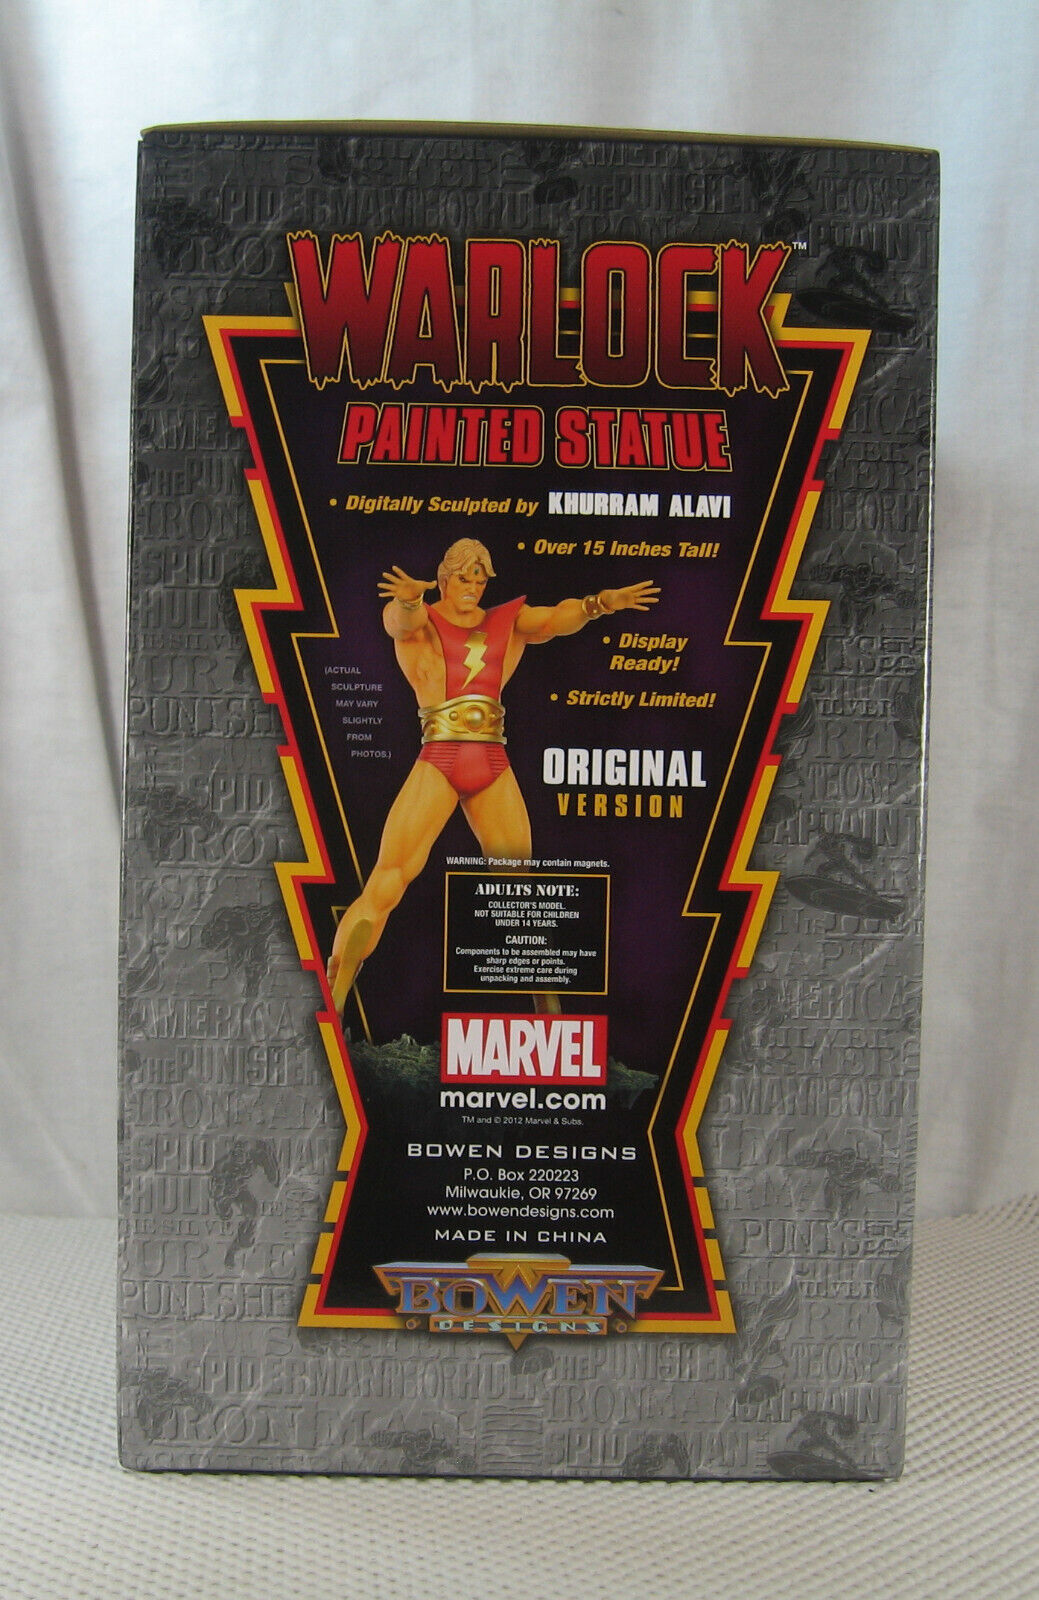 WARLOCK™
PAINTED STATUE
• Digitally Sculpted by KHURRAM ALAVI
• Over 15 Inches Tall!
• Display
Ready!
• Strictly Limited!
(ACTUAL
SCULPTURE
MAY VARY
SLIGHTLY
FROM
PHOTOS.)
ORIGINAL
VERSION
WARNING: Package may contain magnets.
ADULTS NOTE:
COLLECTOR'S MODEL.
NOT SUITABLE FOR CHILDREN
UNDER 14 YEARS.
CAUTION:
Components to be assembled may have
sharp edges or points.
Exercise extreme care during
unpacking and assembly.
MARVEL
marvel.com
TM and © 2012 Marvel & Subs.
BOWEN DESIGNS
P.O. Box 220223
Milwaukie, OR 97269
www.bowendesigns.com
MADE IN CHINA
BOWEN
DESIGNS